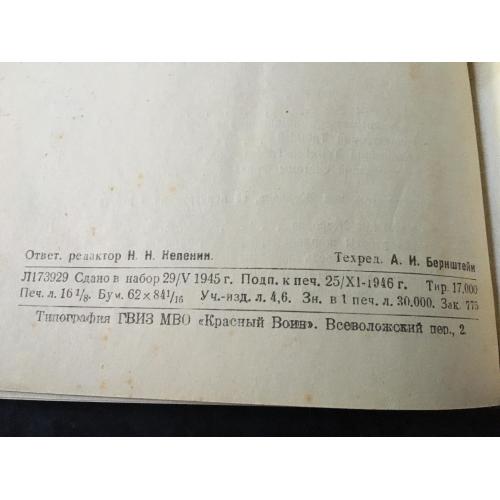 Ответ. редактор Н. Н. Непенин. Техред. А. И. Бернштейн
Л173929 Сдано в набор 29/V 1945 г. Подп. к печ. 25/XI-1946 г. Тир. 17,000
Печ. л. 16 1/8. Бум. 62×84 1/16 Уч.-изд. л. 4,6. Зн. в 1 печ. л. 30.000. Зак. 775
Типография ГВИЗ МВО «Красный Воин». Всеволожский пер., 2